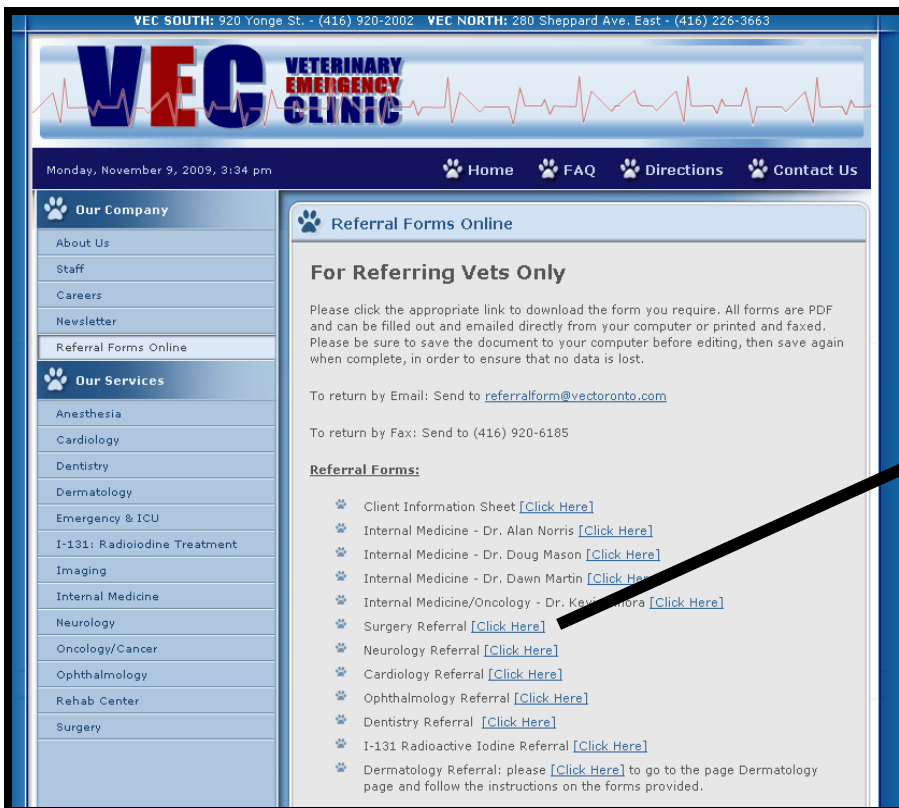 VEC SOUTH: 920 Yonge St. - (416) 920-2002 VEC NORTH: 280 Sheppard Ave. East - (416) 226-3663
VEC VETERINARY
EMERGENCY
CLINIC
Monday, November 9, 2009, 3:34 pm
Home FAQ Directions Contact Us
Our Company
About Us
Staff
Careers
Newsletter
Referral Forms Online
Our Services
Anesthesia
Cardiology
Dentistry
Dermatology
Emergency & ICU
I-131: Radioiodine Treatment
Imaging
Internal Medicine
Neurology
Oncology/Cancer
Ophthalmology
Rehab Center
Surgery
Referral Forms Online
For Referring Vets Only
Please click the appropriate link to download the form you require. All forms are PDF
and can be filled out and emailed directly from your computer or printed and faxed.
Please be sure to save the document to your computer before editing, then save again
when complete, in order to ensure that no data is lost.
To return by Email: Send to referralform@vectoronto.com
To return by Fax: Send to (416) 920-6185
Referral Forms:
Client Information Sheet [Click Here]
Internal Medicine - Dr. Alan Norris [Click Here]
Internal Medicine - Dr. Doug Mason [Click Here]
Internal Medicine - Dr. Dawn Martin [Click Here]
Internal Medicine/Oncology - Dr. [Click Here]
Surgery Referral [Click Here]
Neurology Referral [Click Here]
Cardiology Referral [Click Here]
Ophthalmology Referral [Click Here]
Dentistry Referral [Click Here]
I-131 Radioactive Iodine Referral [Click Here]
Dermatology Referral: please [Click Here] to go to the page Dermatology
page and follow the instructions on the forms provided.